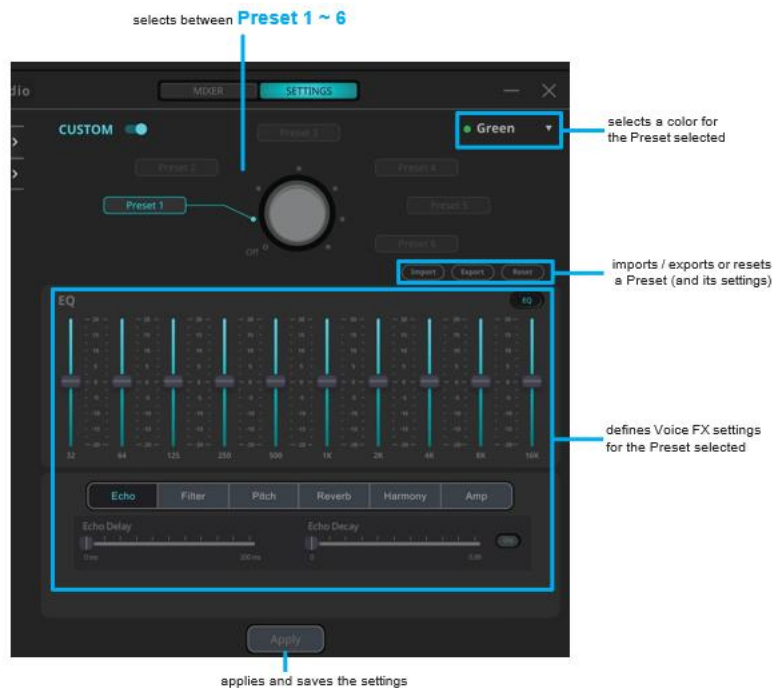 selects between Preset 1 ~ 6
dio
MIXER
SETTINGS
CUSTOM
Preset 3
Green
selects a color for
the Preset selected
Preset 2
Preset 4
Preset 1
Preset 5
Off
Preset 6
Import
Export
Reset
imports / exports or resets
a Preset (and its settings)
EQ
EQ
32 64 125 250 500 1K 2K 4K 8K 16K
defines Voice FX settings
for the Preset selected
Echo Filter Pitch Reverb Harmony Amp
Echo Delay
Echo Decay
200 ms
0
Apply
applies and saves the settings